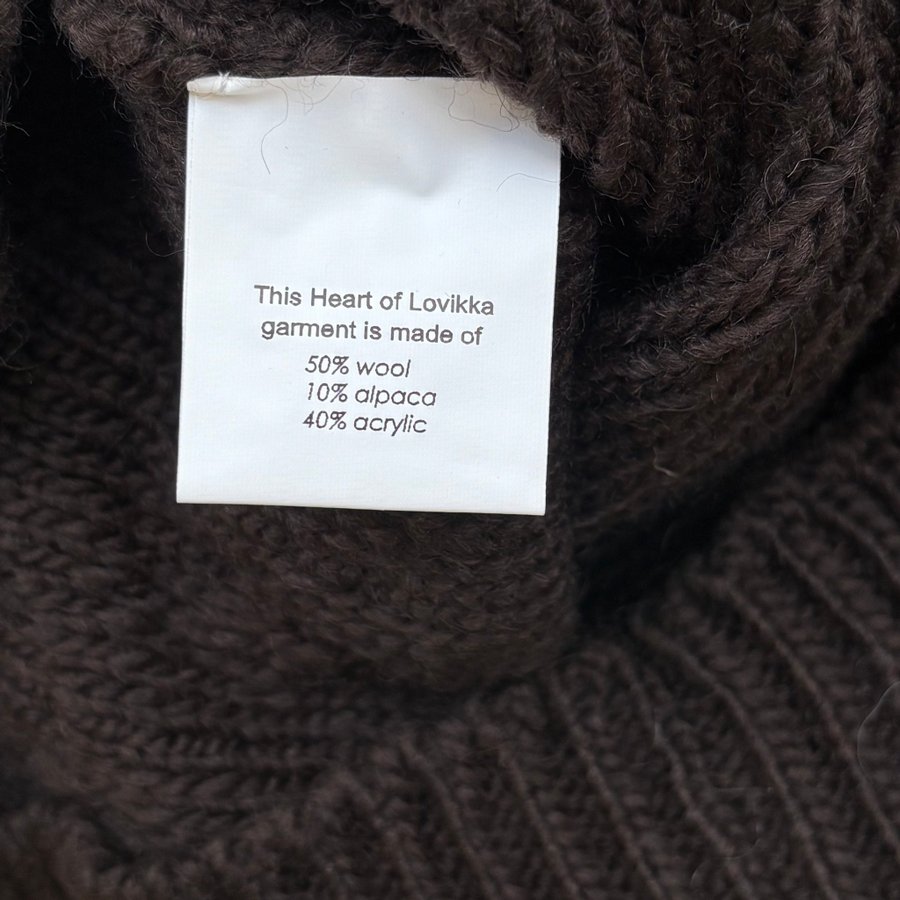 This Heart of Lovikka
garment is made of
50% wool
10% alpaca
40% acrylic